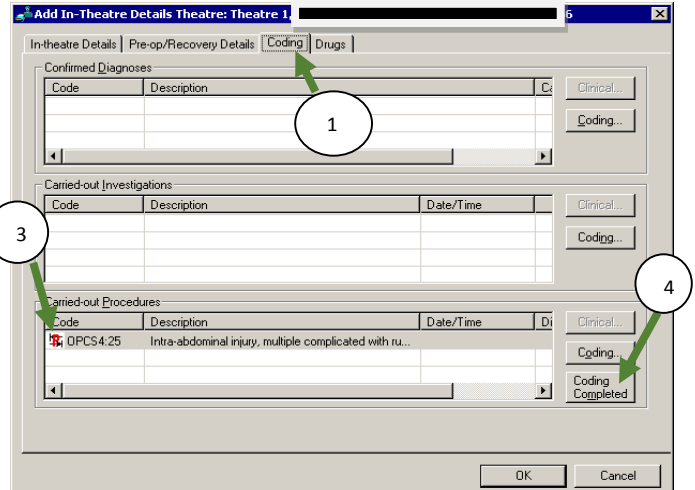 Add In-Theatre Details Theatre: Theatre 1, 6
In-theatre Details Pre-op/Recovery Details Coding Drugs
1
Confirmed Diagnoses
Code Description Ca
Clinical...
Coding...
Carried-out Investigations
Code Description Date/Time
Clinical...
Coding...
3
Carried-out Procedures
Code Description Date/Time Di
OPCS4:25 Intra-abdominal injury, multiple complicated with ru...
Clinical...
Coding...
Coding
Completed
4
OK Cancel